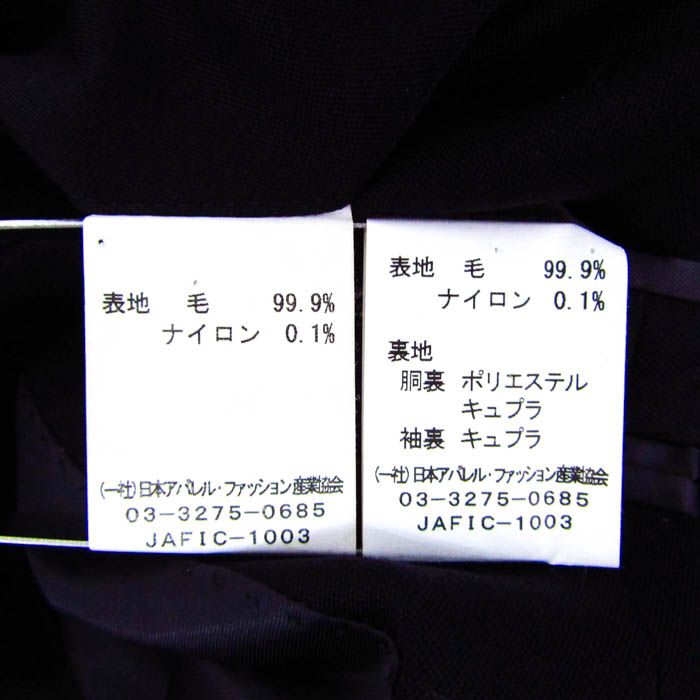 表地 毛 99.9%
ナイロン 0.1%
(一社)日本アパレル・ファッション産業協会
03-3275-0685
JAFIC-1003
表地 毛 99.9%
ナイロン 0.1%
裏地
胴裏 ポリエステル
キュプラ
袖裏 キュプラ
(一社)日本アパレル・ファッション産業協会
03-3275-0685
JAFIC-1003